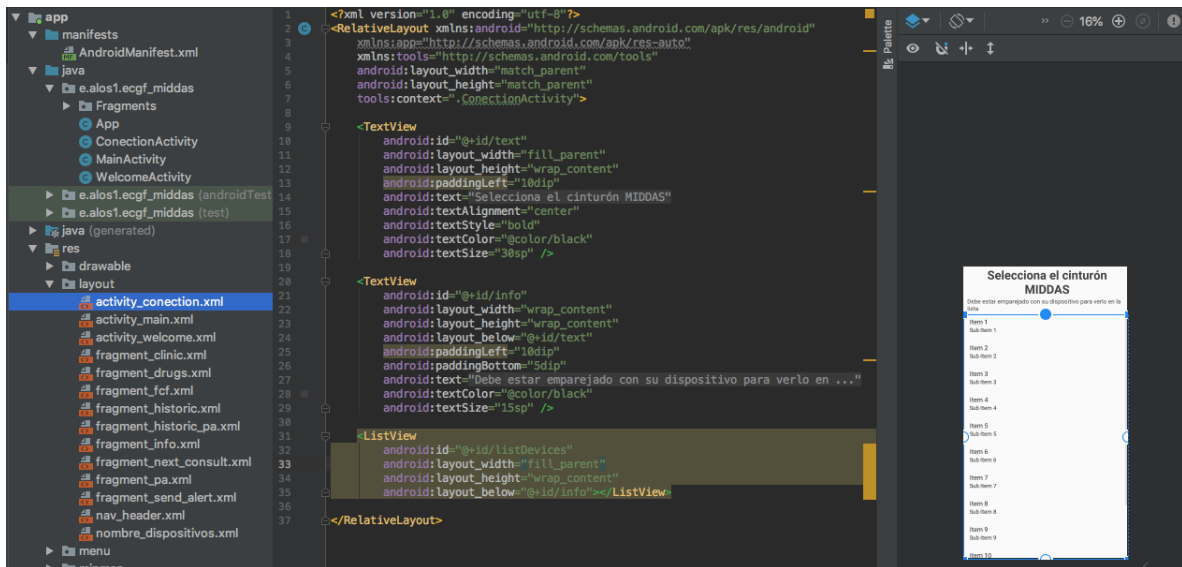 app
manifests
AndroidManifest.xml
java
e.alos1.ecgf_middas
Fragments
App
ConectionActivity
MainActivity
WelcomeActivity
e.alos1.ecgf_middas (androidTest
e.alos1.ecgf_middas (test)
java (generated)
res
drawable
layout
activity_conection.xml
activity_main.xml
activity_welcome.xml
fragment_clinic.xml
fragment_drugs.xml
fragment_fcf.xml
fragment_historic.xml
fragment_historic_pa.xml
fragment_info.xml
fragment_next_consult.xml
fragment_pa.xml
fragment_send_alert.xml
nav_header.xml
nombre_dispositivos.xml
menu
1 <?xml version="1.0" encoding="utf-8"?>
2 C <RelativeLayout xmlns:android="http://schemas.android.com/apk/res/android"
3 xmlns:app="http://schemas.android.com/apk/res-auto"
4 xmlns:tools="http://schemas.android.com/tools"
5 android:layout_width="match_parent"
6 android:layout_height="match_parent"
7 tools:context=".ConectionActivity">
8
9 <TextView
10 android:id="@+id/text"
11 android:layout_width="fill_parent"
12 android:layout_height="wrap_content"
13 android:paddingLeft="10dip"
14 android:text="Selecciona el cinturón MIDDAS"
15 android:textAlignment="center"
16 android:textStyle="bold"
17 android:textColor="@color/black"
18 android:textSize="30sp" />
19
20 <TextView
21 android:id="@+id/info"
22 android:layout_width="wrap_content"
23 android:layout_height="wrap_content"
24 android:layout_below="@+id/text"
25 android:paddingLeft="10dip"
26 android:paddingBottom="5dip"
27 android:text="Debe estar emparejado con su dispositivo para verlo en ..."
28 android:textColor="@color/black"
29 android:textSize="15sp" />
30
31 <ListView
32 android:id="@+id/listDevices"
33 android:layout_width="fill_parent"
34 android:layout_height="wrap_content"
35 android:layout_below="@+id/info"></ListView>
36
37 </RelativeLayout>
Palette
16%
Selecciona el cinturón
MIDDAS
Debe estar emparejado con su dispositivo para verlo en la
lista
Item 1
Sub Item 1
Item 2
Sub Item 2
Item 3
Sub Item 3
Item 4
Sub Item 4
Item 5
Sub Item 5
Item 6
Sub Item 6
Item 7
Sub Item 7
Item 8
Sub Item 8
Item 9
Sub Item 9
Item 10